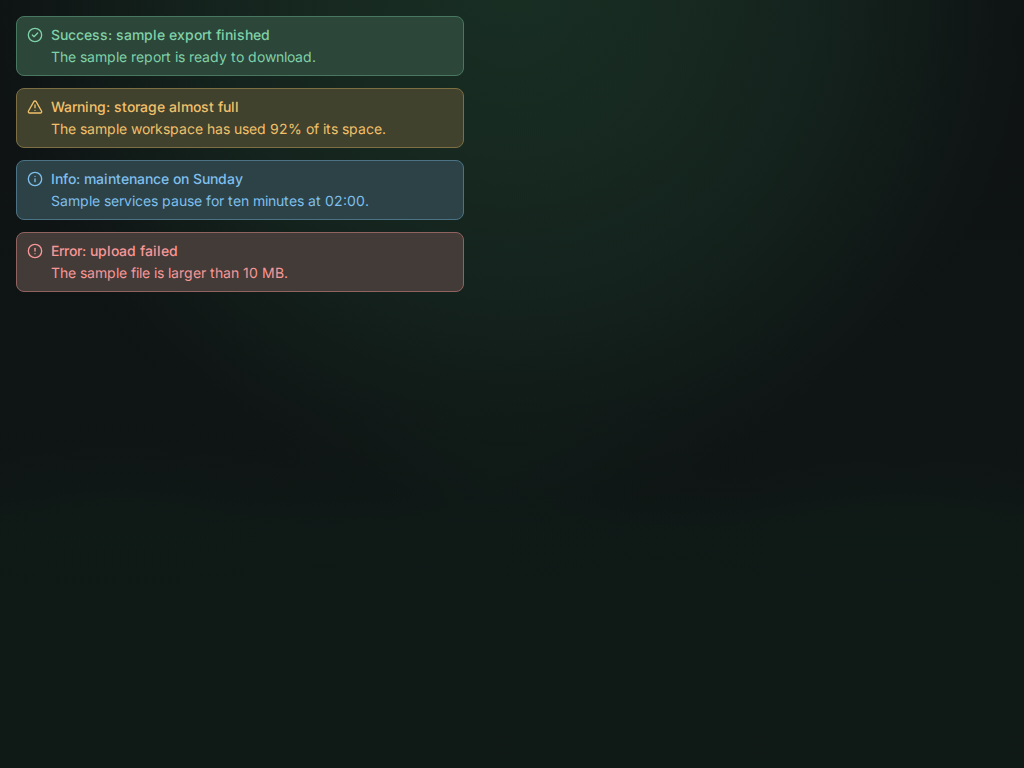 Success: sample export finished
The sample report is ready to download.
Warning: storage almost full
The sample workspace has used 92% of its space.
Info: maintenance on Sunday
Sample services pause for ten minutes at 02:00.
Error: upload failed
The sample file is larger than 10 MB.